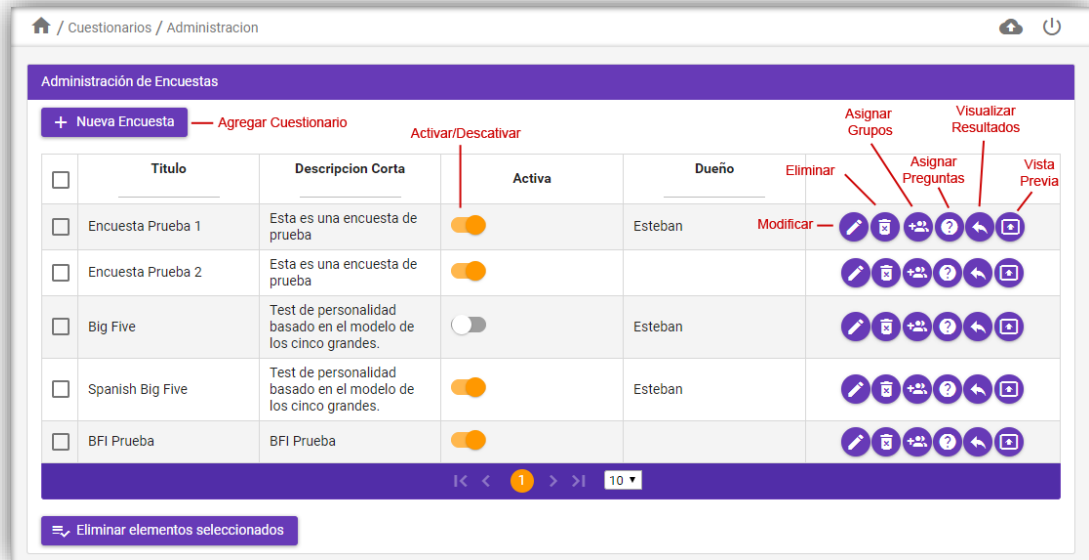 / Cuestionarios / Administracion
Administración de Encuestas
+ Nueva Encuesta
Agregar Cuestionario
Activar/Descativar
Asignar
Grupos
Visualizar
Resultados
Eliminar
Asignar
Preguntas
Vista
Previa
Modificar
Titulo
Descripcion Corta
Activa
Dueño
Encuesta Prueba 1
Esta es una encuesta de
prueba
Esteban
Encuesta Prueba 2
Esta es una encuesta de
prueba
Big Five
Test de personalidad
basado en el modelo de
los cinco grandes.
Esteban
Spanish Big Five
Test de personalidad
basado en el modelo de
los cinco grandes.
Esteban
BFI Prueba
BFI Prueba
1
10
Eliminar elementos seleccionados